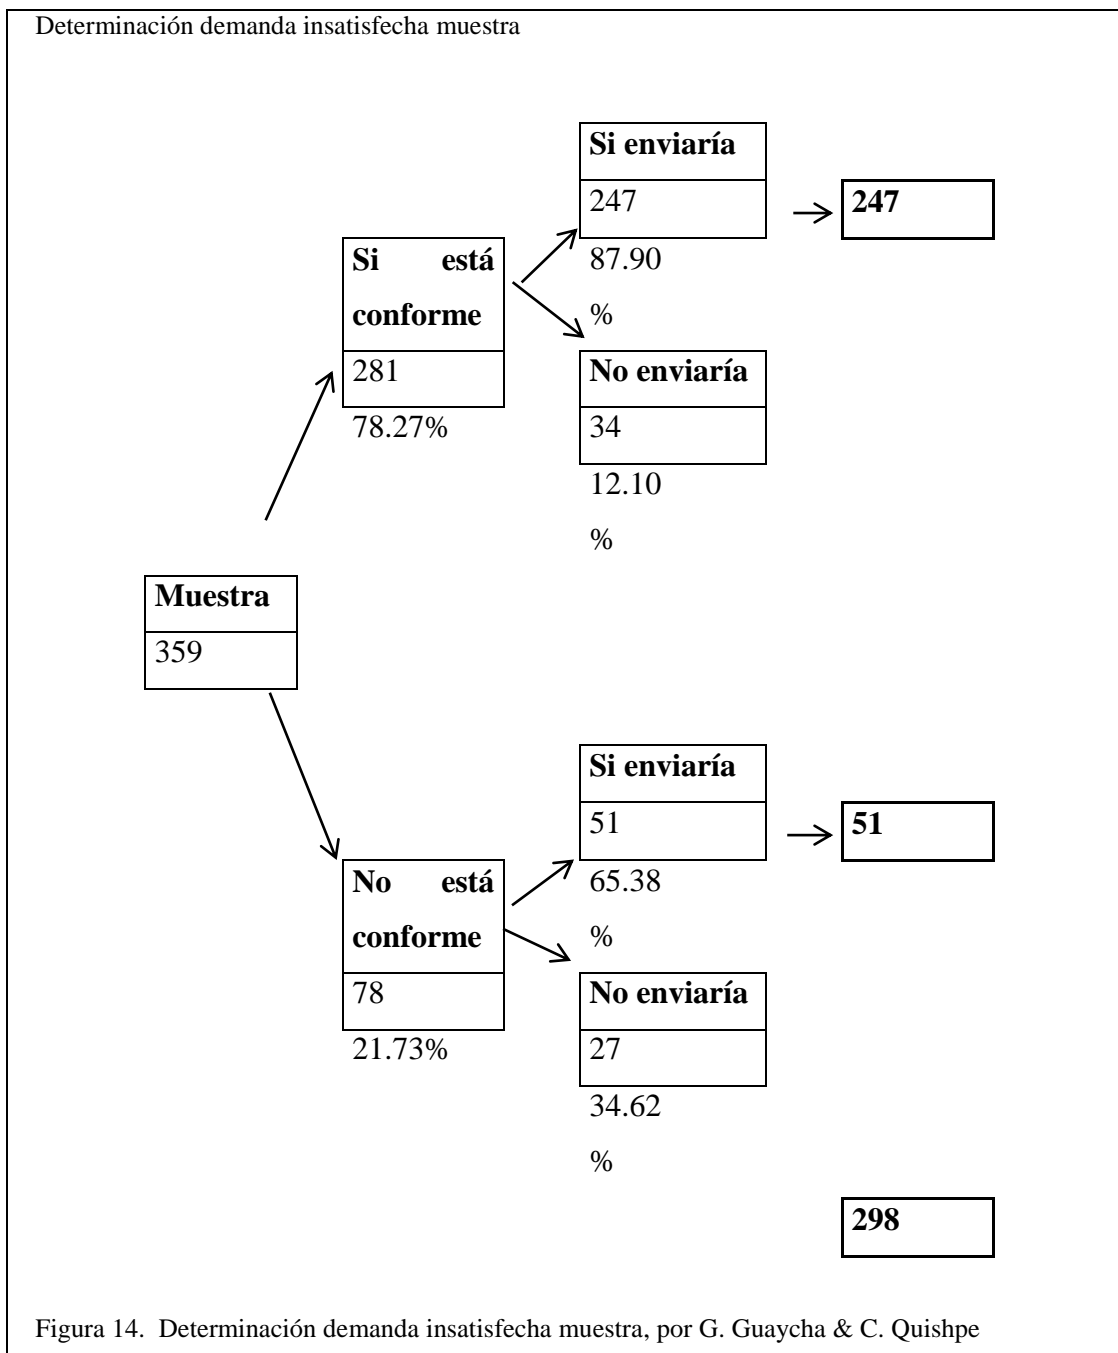 Determinación demanda insatisfecha muestra
Si enviaría
247
87.90
%
247
Si está
conforme
281
78.27%
No enviaría
34
12.10
%
Muestra
359
Si enviaría
51
65.38
%
51
No está
conforme
78
21.73%
No enviaría
27
34.62
%
298
Figura 14. Determinación demanda insatisfecha muestra, por G. Guaycha & C. Quishpe